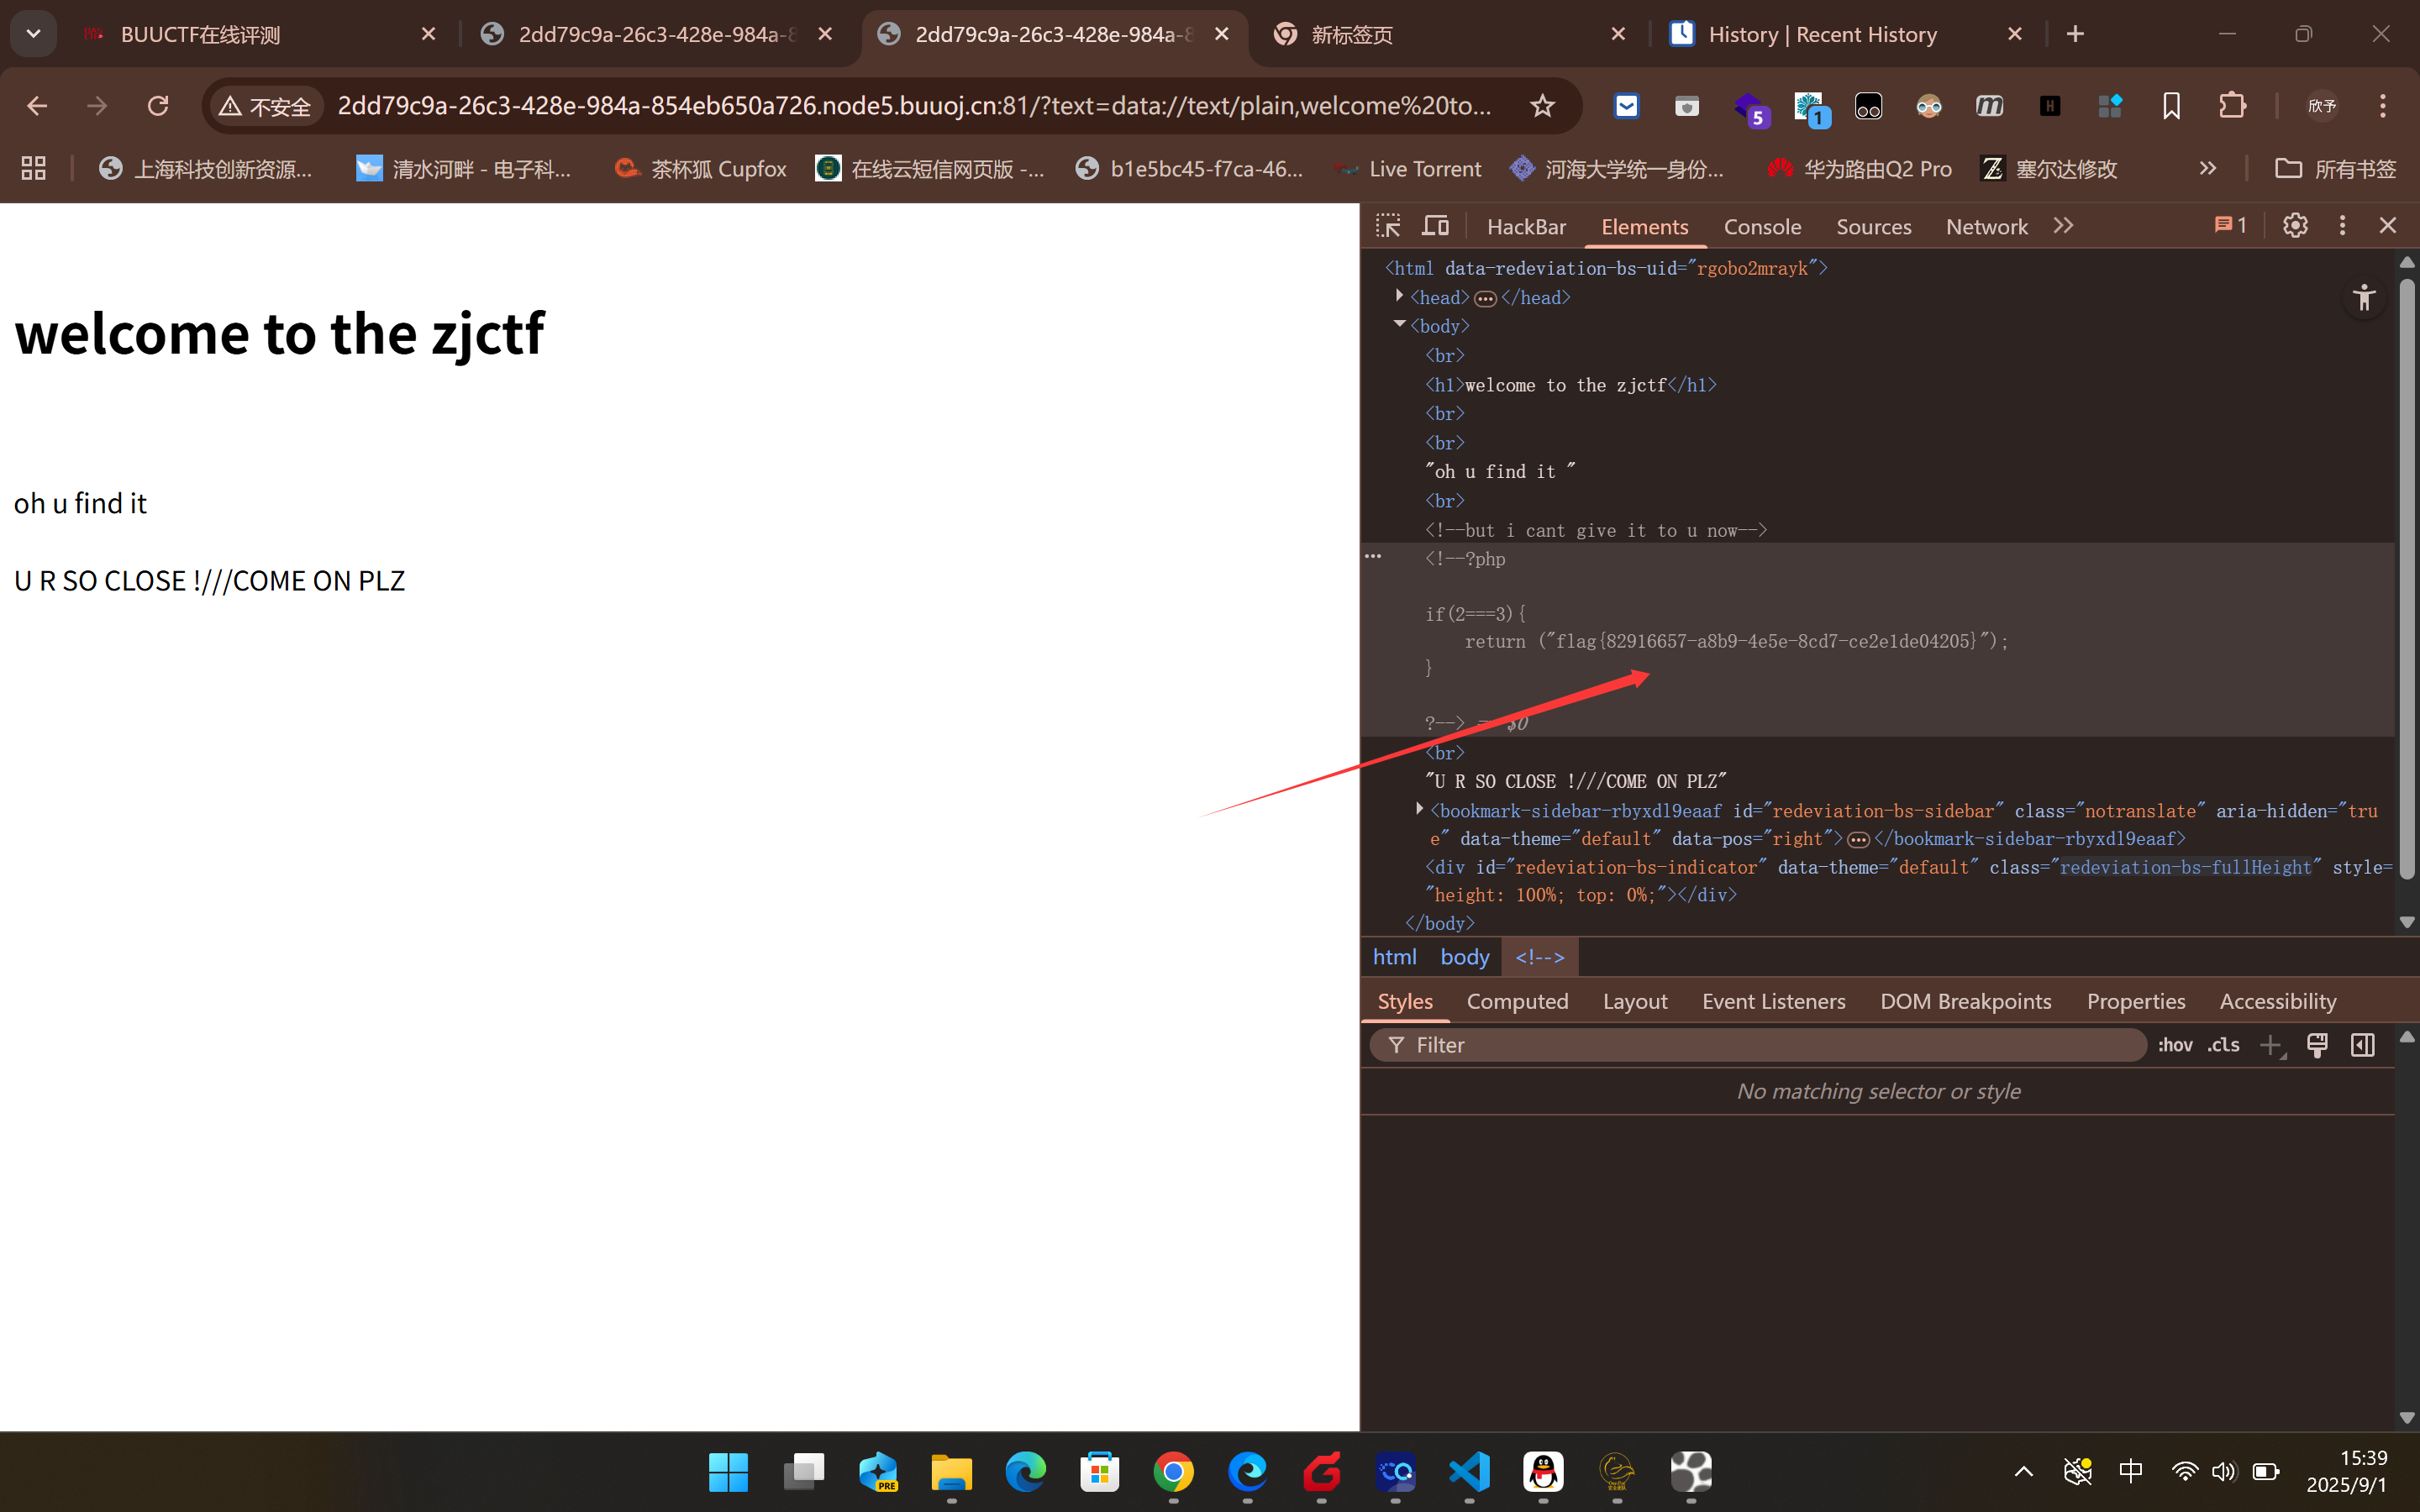 BUUCTF在线评测
2dd79c9a-26c3-428e-984a-8
2dd79c9a-26c3-428e-984a-8
新标签页
History | Recent History
不安全
2dd79c9a-26c3-428e-984a-854eb650a726.node5.buuoj.cn:81/?text=data://text/plain,welcome%20to...
5
1
H
欣予
上海科技创新资源...
清水河畔 - 电子科...
茶杯狐 Cupfox
在线云短信网页版 -...
b1e5bc45-f7ca-46...
Live Torrent
河海大学统一身份...
华为路由Q2 Pro
塞尔达修改
所有书签
welcome to the zjctf
oh u find it
U R SO CLOSE !///COME ON PLZ
HackBar
Elements
Console
Sources
Network
1
<html data-redeviation-bs-uid="rgobo2mrayk">
<head>...</head>
<body>
<br>
<h1>welcome to the zjctf</h1>
<br>
<br>
"oh u find it "
<br>
<!--but i cant give it to u now-->
<!--?php
if(2===3){
return ("flag{82916657-a8b9-4e5e-8cd7-ce2e1de04205}");
}
?--> == $0
<br>
"U R SO CLOSE !///COME ON PLZ"
<bookmark-sidebar-rbyxdl9eaaf id="redeviation-bs-sidebar" class="notranslate" aria-hidden="tru
e" data-theme="default" data-pos="right">...</bookmark-sidebar-rbyxdl9eaaf>
<div id="redeviation-bs-indicator" data-theme="default" class="redeviation-bs-fullHeight" style=
"height: 100%; top: 0%;"></div>
</body>
html
body
<!-->
Styles
Computed
Layout
Event Listeners
DOM Breakpoints
Properties
Accessibility
Filter
:hov
.cls
No matching selector or style
PRE
中
15:39
2025/9/1